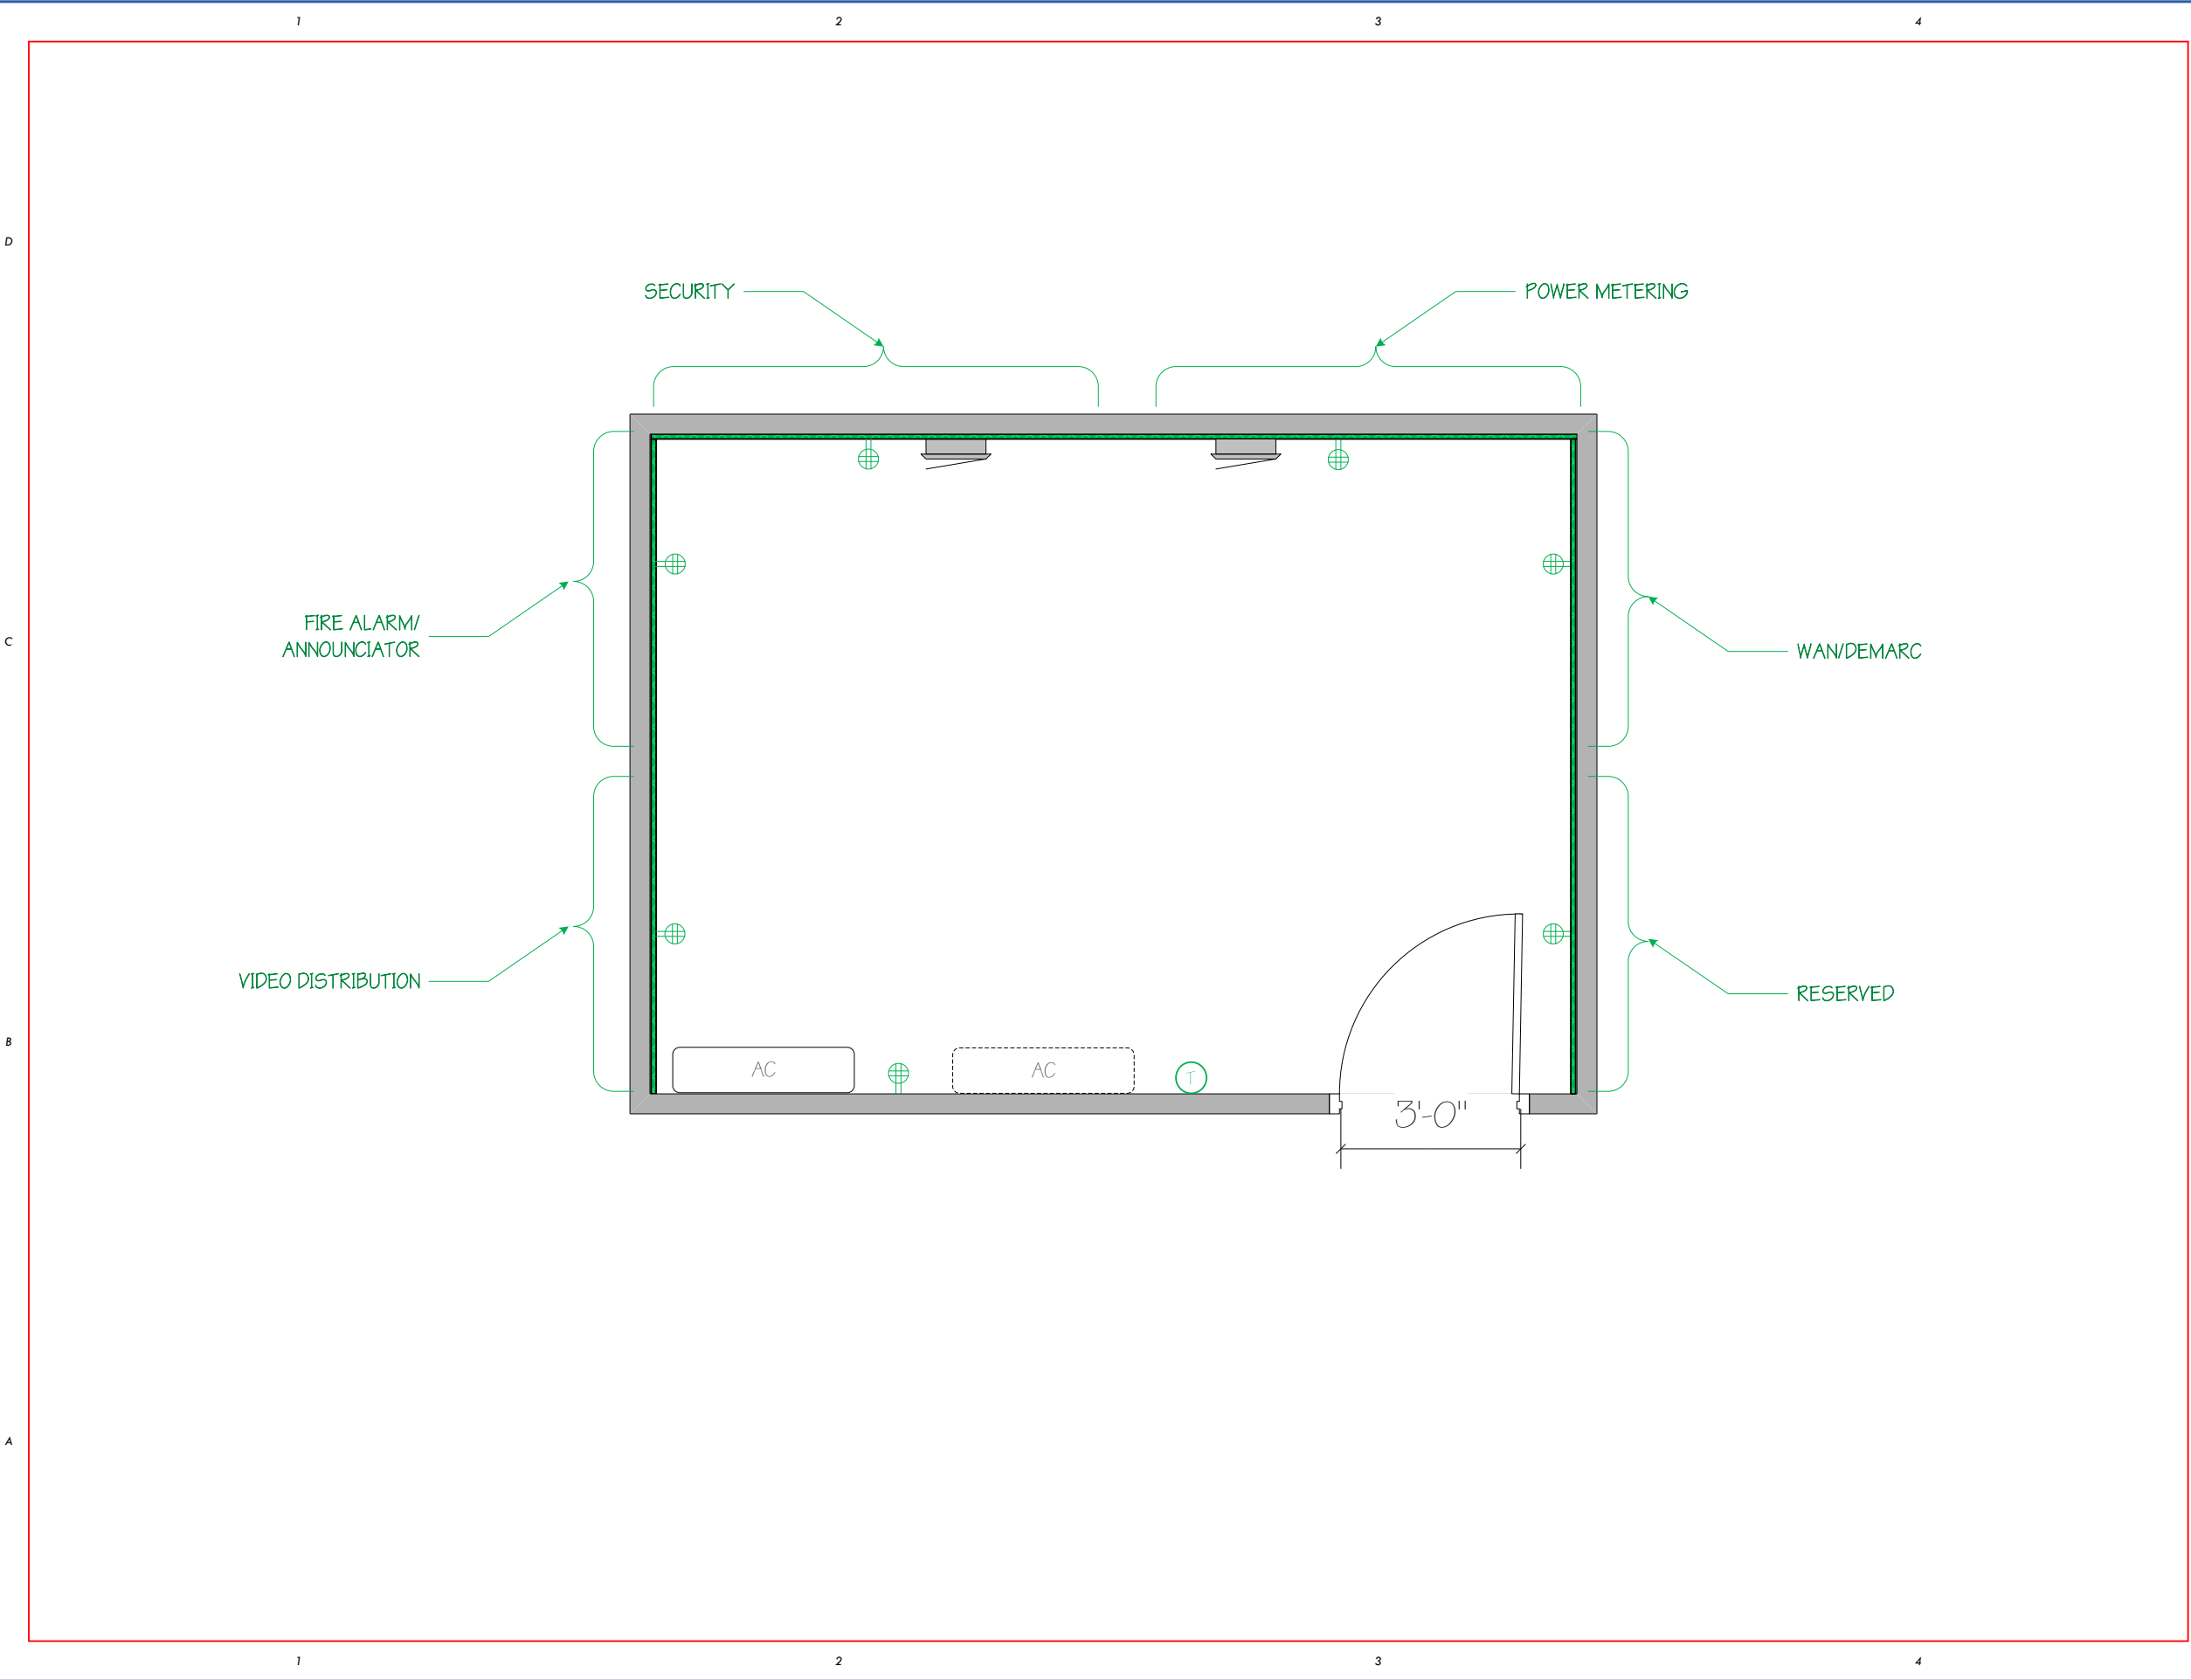 1 2 3 4
D
SECURITY
POWER METERING
FIRE ALARM/
ANNOUNCIATOR
C
WAN/DEMARC
VIDEO DISTRIBUTION
RESERVED
B
AC
AC
T
3'-0"
A
1 2 3 4